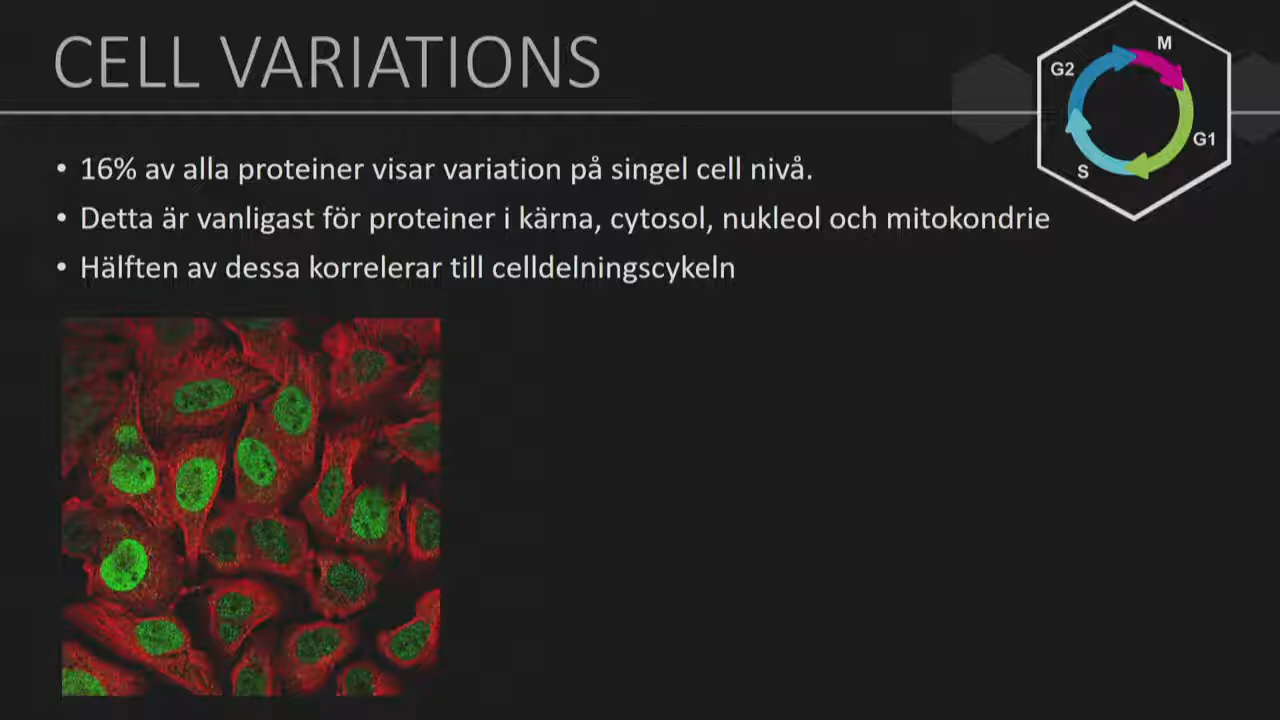 CELL VARIATIONS
M
G2
G1
S
• 16% av alla proteiner visar variation på singel cell nivå.
• Detta är vanligast för proteiner i kärna, cytosol, nukleol och mitokondrie
• Hälften av dessa korrelerar till celldelningscykeln